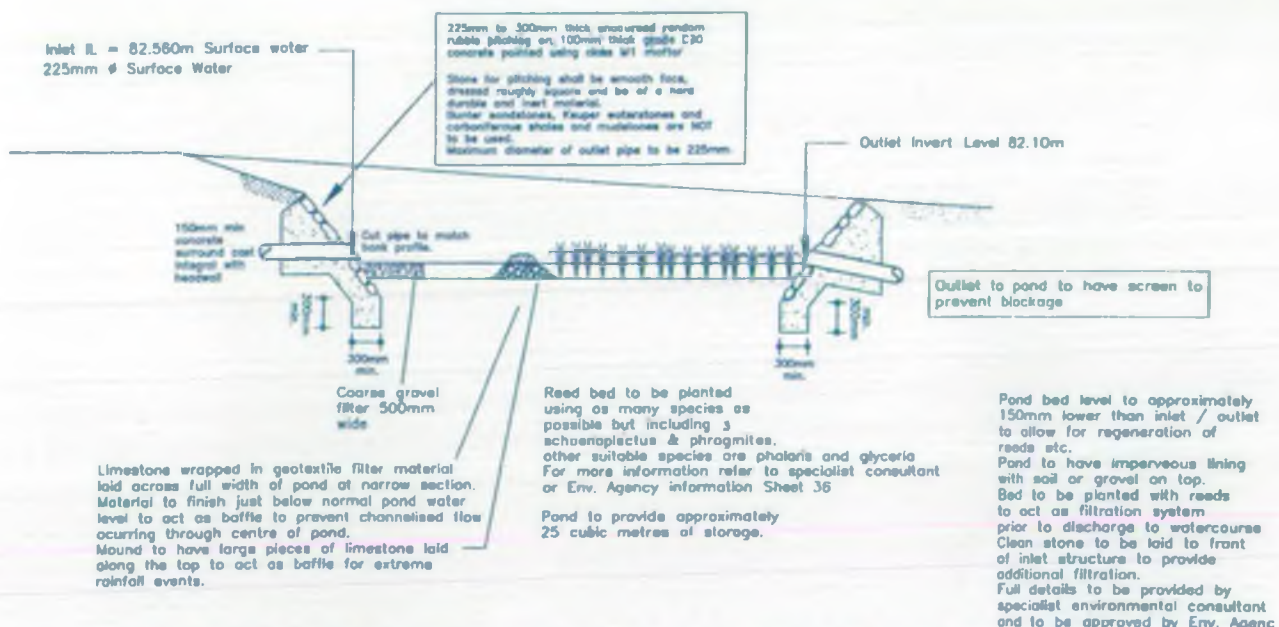 Inlet IL = 82.560m Surface water
225mm ø Surface Water
225mm to 300mm thick uncoursed random
rubble pitching on 100mm thick grade C30
concrete pointed using class M1 mortar
Stone for pitching shall be smooth face,
dressed roughly square and be of a hard
durable and inert material.
Bunter sandstones, Keuper waterstones and
carboniferous shales and mudstones are NOT
to be used.
Maximum diameter of outlet pipe to be 225mm
Outlet Invert Level 82.10m
150mm min
concrete
surround cast
integral with
headwall
Cut pipe to match
bank profile.
Outlet to pond to have screen to
prevent blockage
300mm
min.
300mm
min.
300mm
min.
300mm
min.
Coarse gravel
filter 500mm
wide
Reed bed to be planted
using as many species as
possible but including 3
schoenoplectus & phragmites.
other suitable species are phalaris and glyceria
For more information refer to specialist consultant
or Env. Agency information Sheet 36
Pond to provide approximately
25 cubic metres of storage.
Limestone wrapped in geotextile filter material
laid across full width of pond at narrow section.
Material to finish just below normal pond water
level to act as baffle to prevent channelised flow
ocurring through centre of pond.
Mound to have large pieces of limestone laid
along the top to act as baffle for extreme
rainfall events.
Pond bed level to approximately
150mm lower than inlet / outlet
to allow for regeneration of
reeds etc.
Pond to have imperveous lining
with soil or gravel on top.
Bed to be planted with reeds
to act as filtration system
prior to discharge to watercourse
Clean stone to be laid to front
of inlet structure to provide
additional filtration.
Full details to be provided by
specialist environmental consultant
and to be approved by Env. Agenc